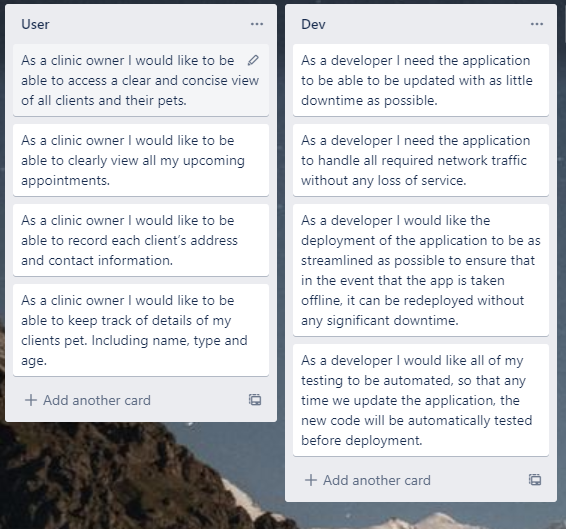 User
As a clinic owner I would like to be
able to access a clear and concise view
of all clients and their pets.
As a clinic owner I would like to be
able to clearly view all my upcoming
appointments.
As a clinic owner I would like to be
able to record each client's address
and contact information.
As a clinic owner I would like to be
able to keep track of details of my
clients pet. Including name, type and
age.
Add another card
Dev
As a developer I need the application
to be able to be updated with as little
downtime as possible.
As a developer I need the application
to handle all required network traffic
without any loss of service.
As a developer I would like the
deployment of the application to be as
streamlined as possible to ensure that
in the event that the app is taken
offline, it can be redeployed without
any significant downtime.
As a developer I would like all of my
testing to be automated, so that any
time we update the application, the
new code will be automatically tested
before deployment.
Add another card